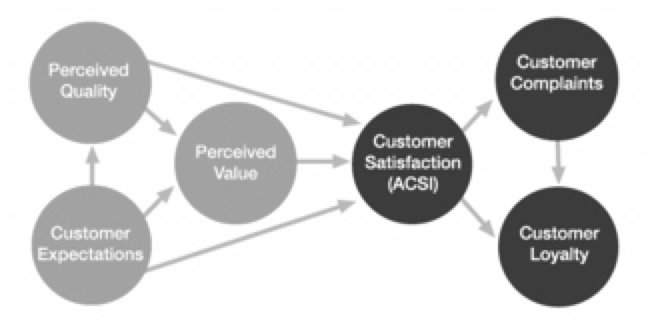 Perceived
Quality
Customer
Expectations
Perceived
Value
Customer
Satisfaction
(ACSI)
Customer
Complaints
Customer
Loyalty